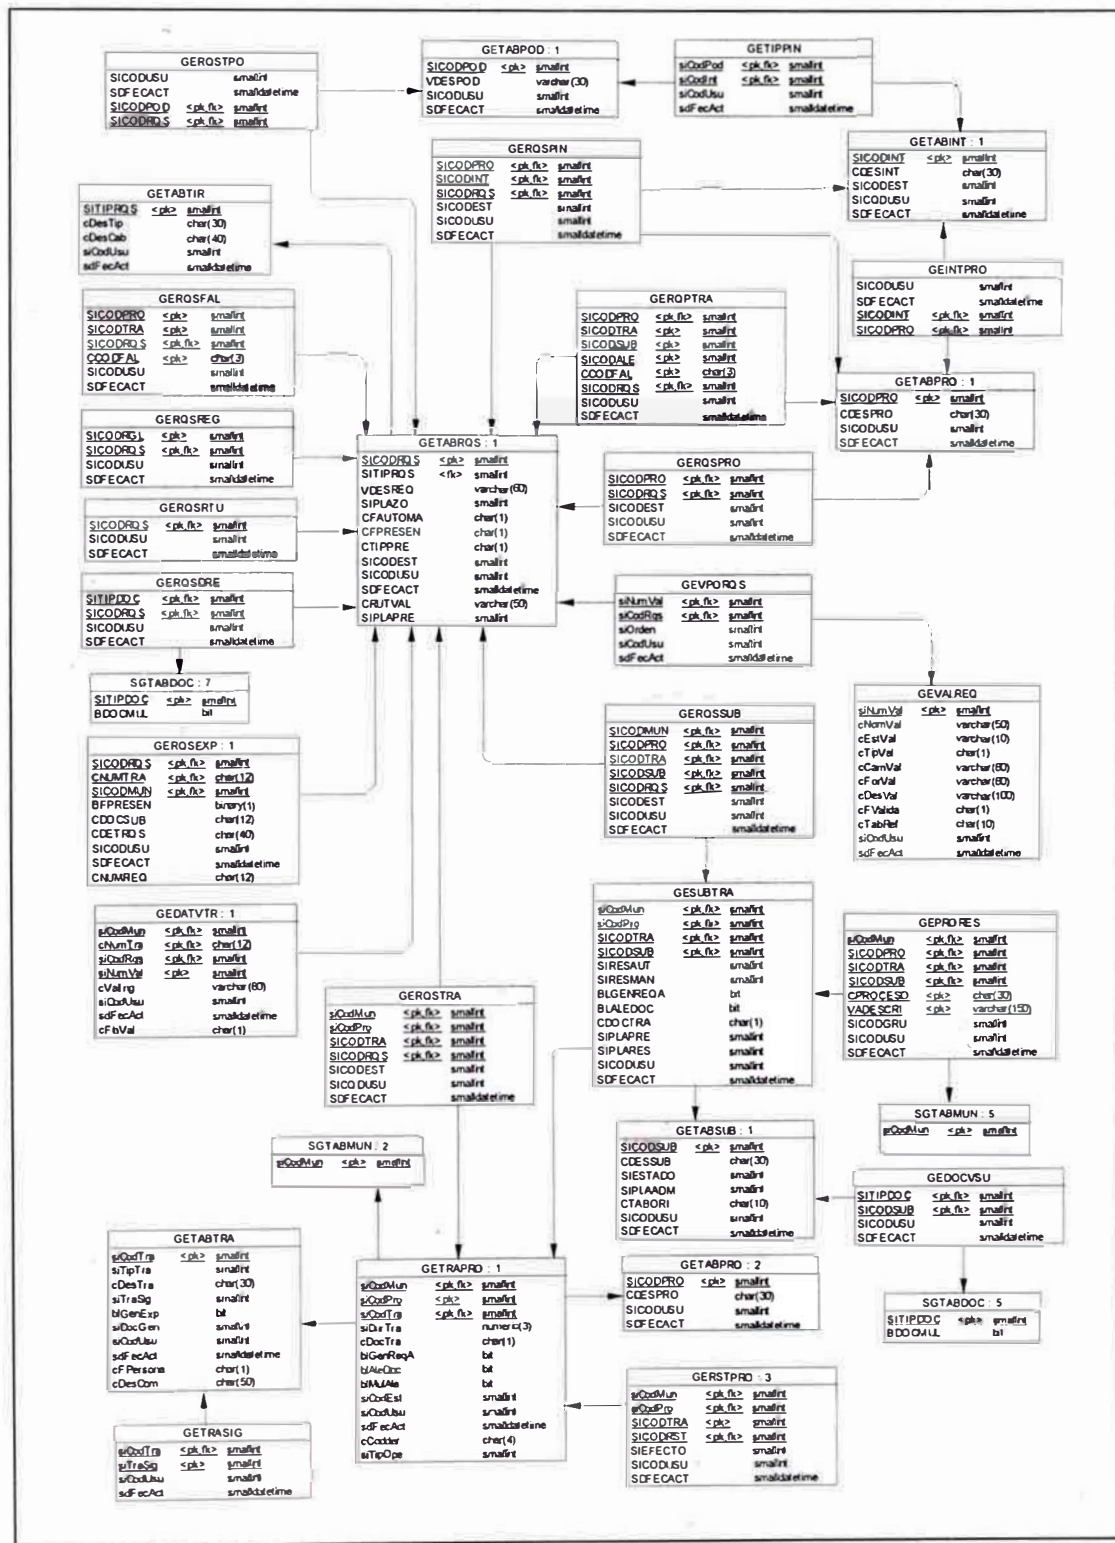 GERQSTPO
SICODUSU smallint
SDFECACT smalldatetime
SICODPOD <pk,fk> smallint
SICODRQS <pk,fk> smallint
GETABPOD : 1
SICODPOD <pk> smallint
VDESPOD varchar(30)
SICODUSU smallint
SDFECACT smalldatetime
GETIPPIN
siCodPod <pk,fk> smallint
siCodInt <pk,fk> smallint
siCodUsu smallint
sdFecAct smalldatetime
GERQSPIN
SICODPRO <pk,fk> smallint
SICODINT <pk,fk> smallint
SICODRQS <pk,fk> smallint
SICODEST smallint
SICODUSU smallint
SDFECACT smalldatetime
GETABINT : 1
SICODINT <pk> smallint
CDESINT char(30)
SICODEST smallint
SICODUSU smallint
SDFECACT smalldatetime
GETABTIR
SITIPRQS <pk> smallint
cDesTip char(30)
cDesCab char(40)
siCodUsu smallint
sdFecAct smalldatetime
GEINTPRO
SICODUSU smallint
SDFECACT smalldatetime
SICODINT <pk,fk> smallint
SICODPRO <pk,fk> smallint
GERQSFAL
SICODPRO <pk> smallint
SICODTRA <pk> smallint
SICODRQS <pk,fk> smallint
CCODFAL <pk> char(3)
SICODUSU smallint
SDFECACT smalldatetime
GERQPTRA
SICODPRO <pk,fk> smallint
SICODTRA <pk> smallint
SICODSUB <pk> smallint
SICODALE <pk> smallint
CCODFAL <pk> char(3)
SICODRQS <pk,fk> smallint
SICODUSU smallint
SDFECACT smalldatetime
GETABPRO : 1
SICODPRO <pk> smallint
CDESPRO char(30)
SICODUSU smallint
SDFECACT smalldatetime
GERQSREG
SICODRGL <pk> smallint
SICODRQS <pk,fk> smallint
SICODUSU smallint
SDFECACT smalldatetime
GETABRQS : 1
SICODRQS <pk> smallint
SITIPRQS <fk> smallint
VDESREQ varchar(60)
SIPLAZO smallint
CFAUTOMA char(1)
CFPRESEN char(1)
CTIPPRE char(1)
SICODEST smallint
SICODUSU smallint
SDFECACT smalldatetime
CRUTVAL varchar(50)
SIPLAPRE smallint
GERQSPRO
SICODPRO <pk,fk> smallint
SICODRQS <pk,fk> smallint
SICODEST smallint
SICODUSU smallint
SDFECACT smalldatetime
GERQSRTU
SICODRQS <pk,fk> smallint
SICODUSU smallint
SDFECACT smalldatetime
GERQSDRE
SITIPDOC <pk,fk> smallint
SICODRQS <pk,fk> smallint
SICODUSU smallint
SDFECACT smalldatetime
GEVPORQS
siNumVal <pk,fk> smallint
siCodRqs <pk,fk> smallint
siOrden smallint
siCodUsu smallint
sdFecAct smalldatetime
SGTABDOC : 7
SITIPDOC <pk> smallint
BDOCMUL bit
GEVALREQ
siNumVal <pk> smallint
cNomVal varchar(50)
cEstVal varchar(10)
cTipVal char(1)
cCamVal varchar(80)
cForVal varchar(80)
cDesVal varchar(100)
cFValida char(1)
cTabRef char(10)
siCodUsu smallint
sdFecAct smalldatetime
GERQSSUB
SICODMUN <pk,fk> smallint
SICODPRO <pk,fk> smallint
SICODTRA <pk,fk> smallint
SICODSUB <pk,fk> smallint
SICODRQS <pk,fk> smallint
SICODEST smallint
SICODUSU smallint
SDFECACT smalldatetime
GERQSEXP : 1
SICODRQS <pk,fk> smallint
CNUMTRA <pk,fk> char(12)
SICODMUN <pk,fk> smallint
BFPRESEN binary(1)
CDOCSUB char(12)
CDETRQS char(40)
SICODUSU smallint
SDFECACT smalldatetime
CNUMREQ char(12)
GESUBTRA
siCodMun <pk,fk> smallint
siCodPro <pk,fk> smallint
SICODTRA <pk,fk> smallint
SICODSUB <pk,fk> smallint
SIRESAUT smallint
SIRESMAN smallint
BLGENREQA bit
BLALEDOC bit
CDOCTRA char(1)
SIPLAPRE smallint
SIPLARES smallint
SICODUSU smallint
SDFECACT smalldatetime
GEDATVTR : 1
siCodMun <pk,fk> smallint
cNumTra <pk,fk> char(12)
siCodRqs <pk,fk> smallint
siNumVal <pk> smallint
cValIng varchar(80)
siCodUsu smallint
sdFecAct smalldatetime
cFlsVal char(1)
GEPRORES
siCodMun <pk,fk> smallint
SICODPRO <pk,fk> smallint
SICODTRA <pk,fk> smallint
SICODSUB <pk,fk> smallint
CPROCESO <pk> char(30)
VADESCRI <pk> varchar(150)
SICODGRU smallint
SICODUSU smallint
SDFECACT smalldatetime
GERQSTRA
siCodMun <pk,fk> smallint
siCodPro <pk,fk> smallint
SICODTRA <pk,fk> smallint
SICODRQS <pk,fk> smallint
SICODEST smallint
SICODUSU smallint
SDFECACT smalldatetime
SGTABMUN : 5
siCodMun <pk> smallint
SGTABMUN : 2
siCodMun <pk> smallint
GETABSUB : 1
SICODSUB <pk> smallint
CDESSUB char(30)
SIESTADO smallint
SIPLAADM smallint
CTABORI char(10)
SICODUSU smallint
SDFECACT smalldatetime
GEDOCVSU
SITIPDOC <pk,fk> smallint
SICODSUB <pk,fk> smallint
SICODUSU smallint
SDFECACT smalldatetime
GETABTRA
siCodTra <pk> smallint
siTipTra smallint
cDesTra char(30)
siTraSig smallint
blGenExp bit
siDocGen smallint
siCodUsu smallint
sdFecAct smalldatetime
cFPersona char(1)
cDesCom char(50)
GETRAPRO : 1
siCodMun <pk,fk> smallint
siCodPro <pk> smallint
siCodTra <pk,fk> smallint
siDirTra numeric(3)
cDocTra char(1)
blGenReqA bit
blAleDoc bit
blMulAle bit
siCodEst smallint
siCodUsu smallint
sdFecAct smalldatetime
cCodder char(4)
siTipOpe smallint
GETABPRO : 2
SICODPRO <pk> smallint
CDESPRO char(30)
SICODUSU smallint
SDFECACT smalldatetime
SGTABDOC : 5
SITIPDOC <pk> smallint
BDOCMUL bit
GERSTPRO : 3
siCodMun <pk,fk> smallint
siCodPro <pk,fk> smallint
SICODTRA <pk> smallint
SICODRST <pk,fk> smallint
SIEFECTO smallint
SICODUSU smallint
SDFECACT smalldatetime
GETRASIG
siCodTra <pk,fk> smallint
siTraSig <pk> smallint
siCodUsu smallint
sdFecAct smalldatetime